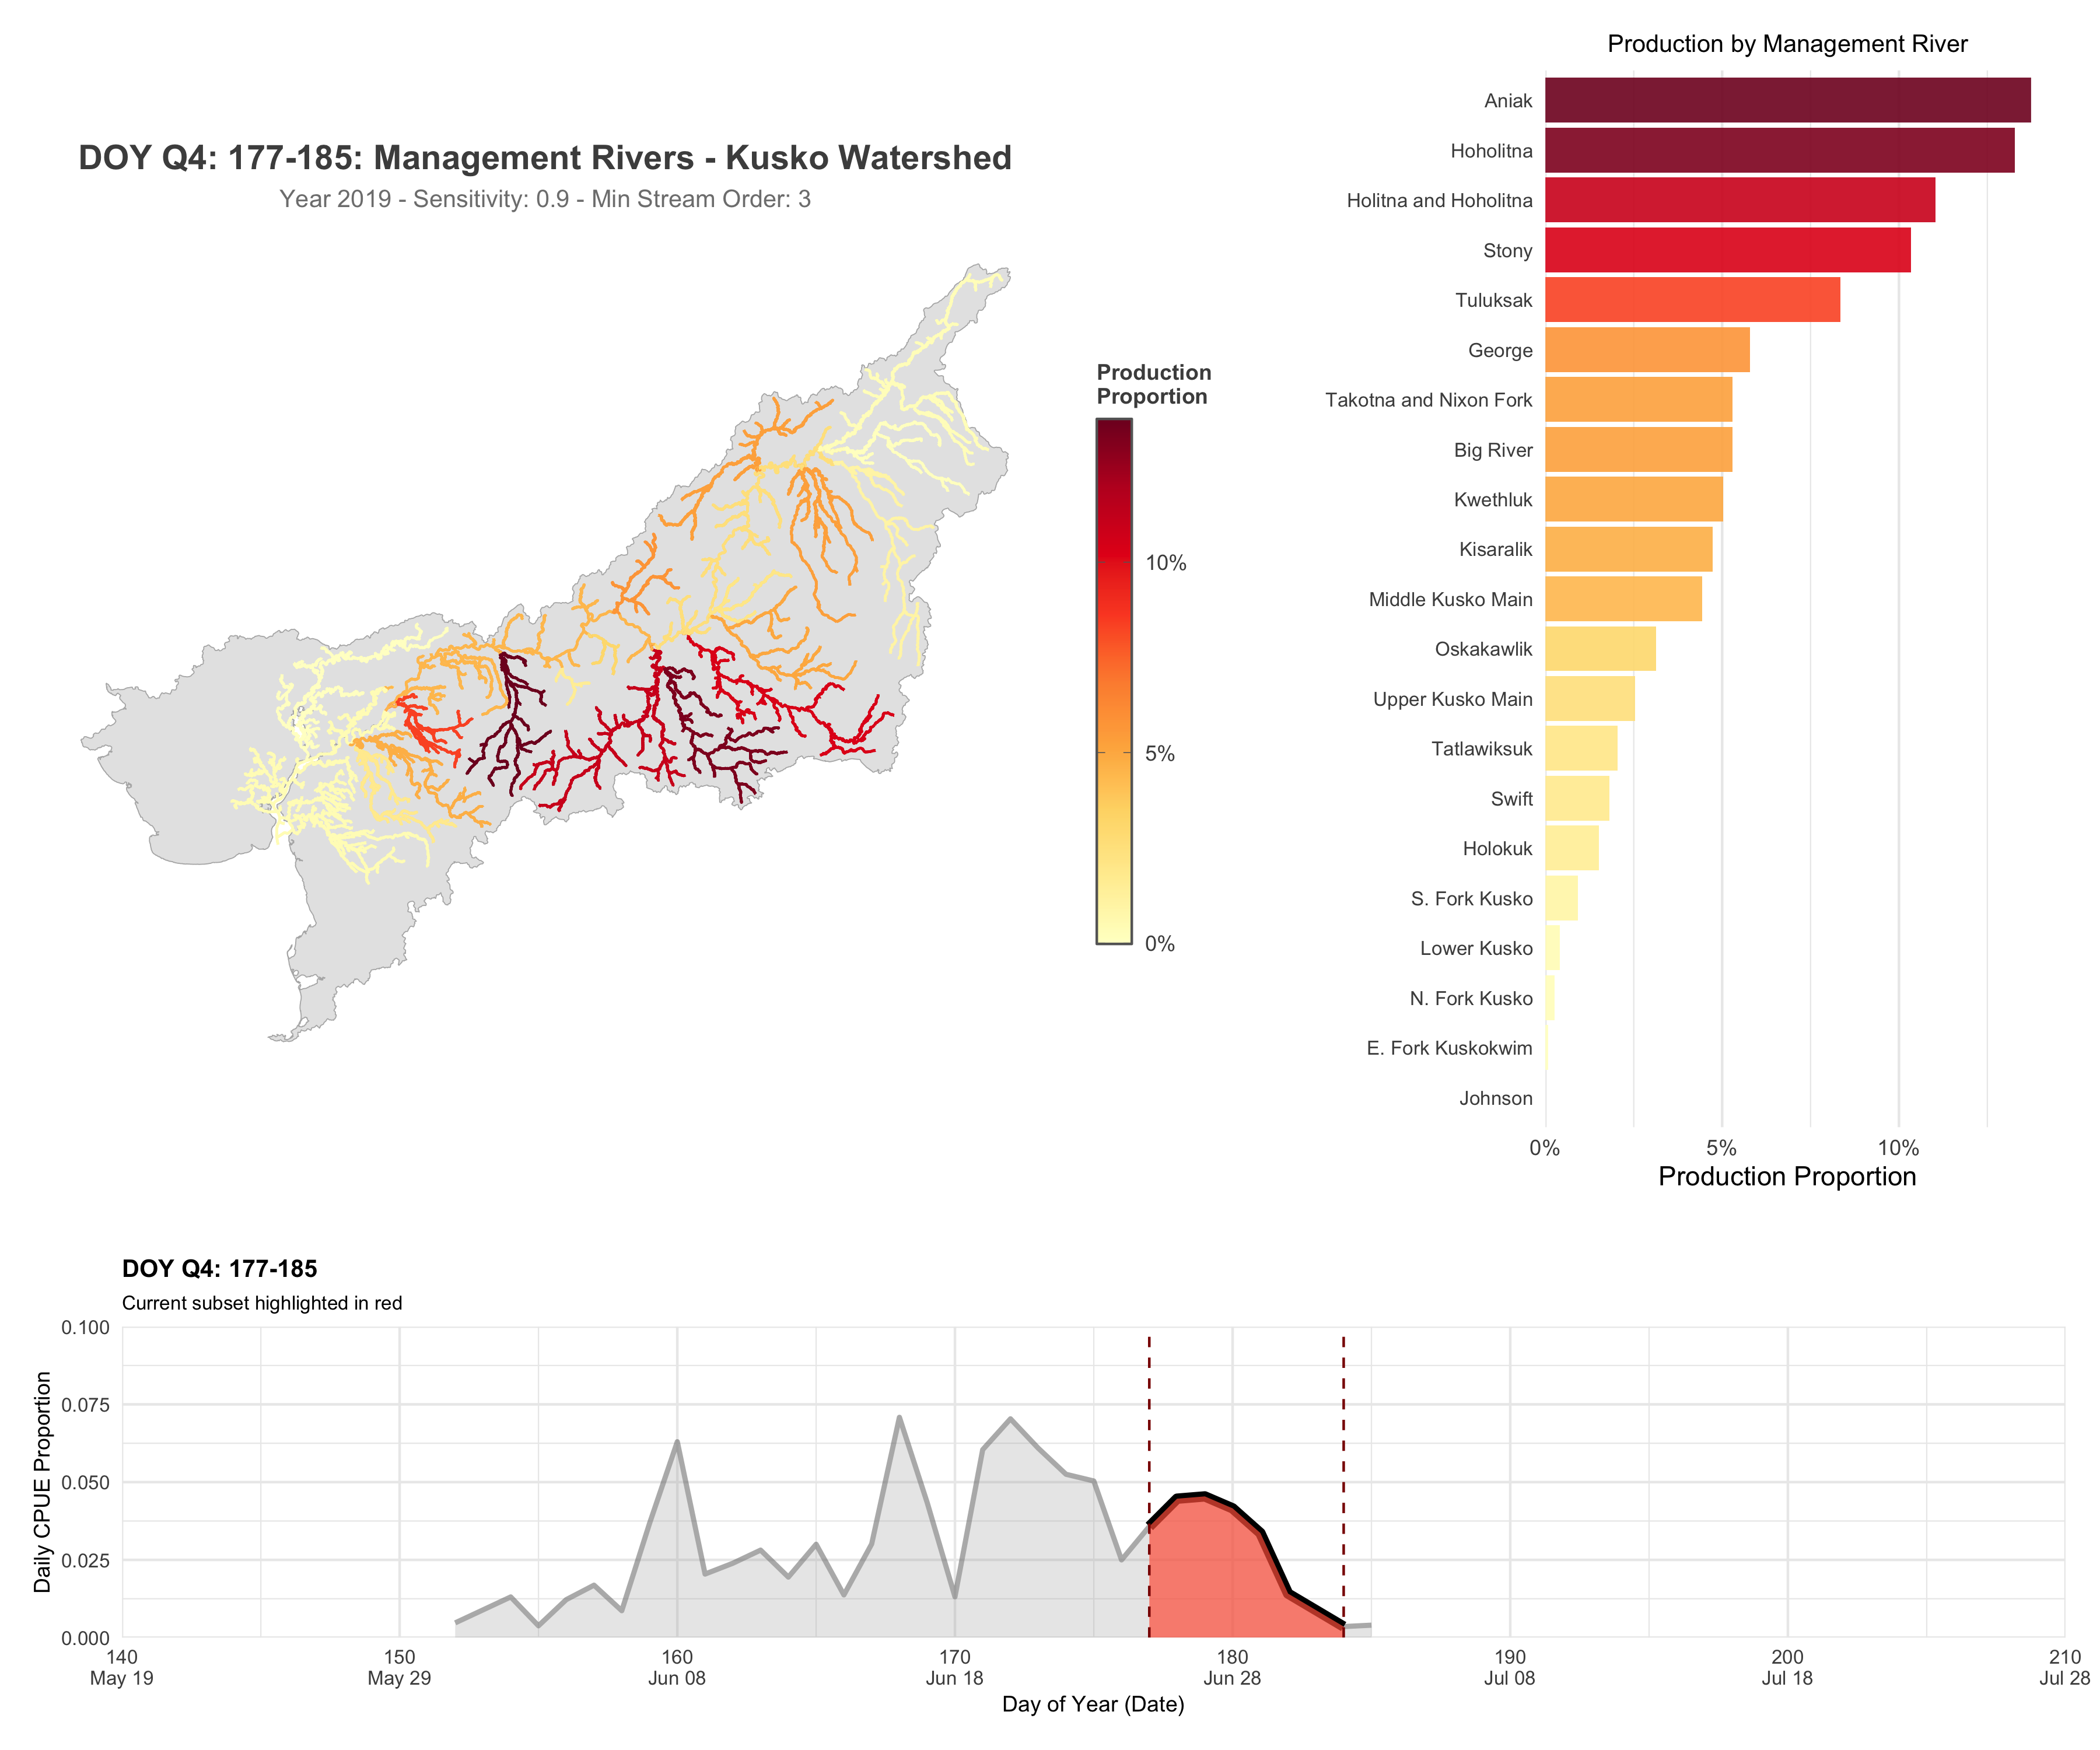 DOY Q4: 177-185: Management Rivers - Kusko Watershed
Year 2019 - Sensitivity: 0.9 - Min Stream Order: 3
Production
Proportion
10%
5%
0%
Production by Management River
Aniak
Hoholitna
Holitna and Hoholitna
Stony
Tuluksak
George
Takotna and Nixon Fork
Big River
Kwethluk
Kisaralik
Middle Kusko Main
Oskakawlik
Upper Kusko Main
Tatlawiksuk
Swift
Holokuk
S. Fork Kusko
Lower Kusko
N. Fork Kusko
E. Fork Kuskokwim
Johnson
0% 5% 10%
Production Proportion
DOY Q4: 177-185
Current subset highlighted in red
Daily CPUE Proportion
0.100
0.075
0.050
0.025
0.000
140 150 160 170 180 190 200 210
May 19 May 29 Jun 08 Jun 18 Jun 28 Jul 08 Jul 18 Jul 28
Day of Year (Date)